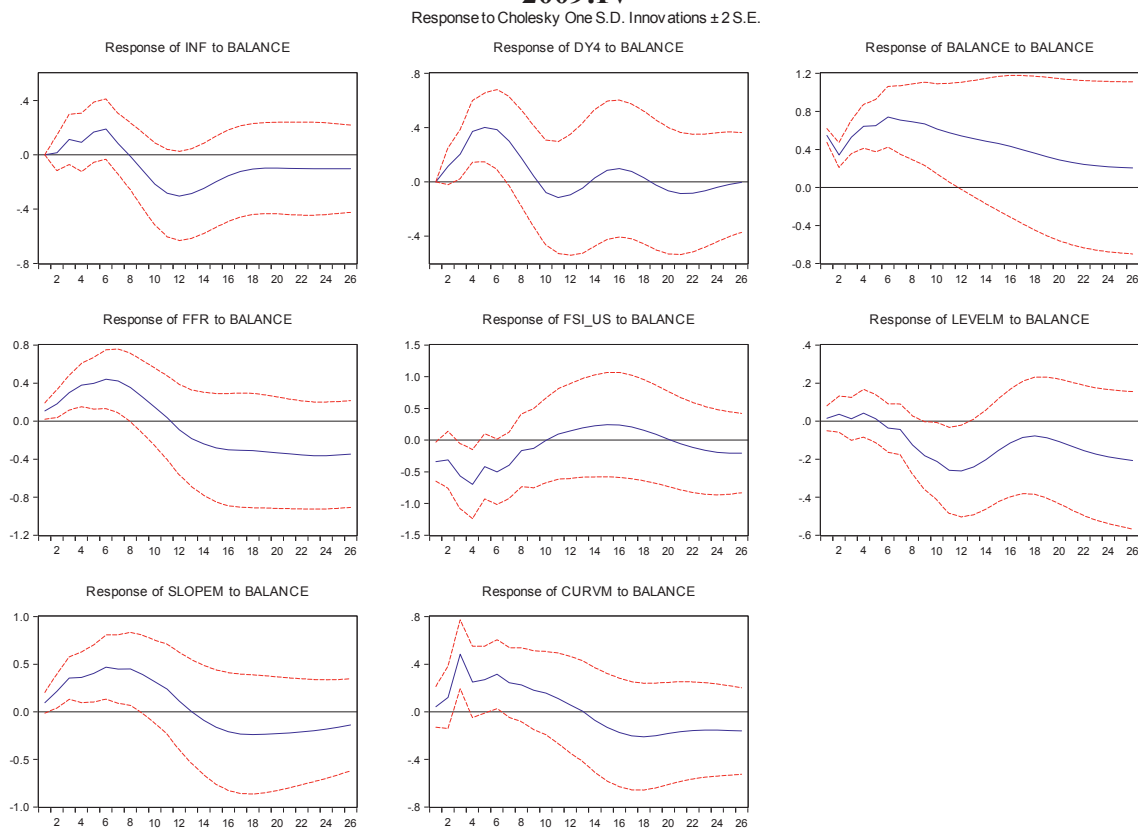 Response to Cholesky One S.D. Innovations ± 2 S.E.
Response of INF to BALANCE
.4
.0
-.4
-.8
2 4 6 8 10 12 14 16 18 20 22 24 26
Response of DY4 to BALANCE
.8
.4
.0
-.4
2 4 6 8 10 12 14 16 18 20 22 24 26
Response of BALANCE to BALANCE
1.2
0.8
0.4
0.0
-0.4
-0.8
2 4 6 8 10 12 14 16 18 20 22 24 26
Response of FFR to BALANCE
0.8
0.4
0.0
-0.4
-0.8
-1.2
2 4 6 8 10 12 14 16 18 20 22 24 26
Response of FSI_US to BALANCE
1.5
1.0
0.5
0.0
-0.5
-1.0
-1.5
2 4 6 8 10 12 14 16 18 20 22 24 26
Response of LEVELM to BALANCE
.4
.2
.0
-.2
-.4
-.6
2 4 6 8 10 12 14 16 18 20 22 24 26
Response of SLOPEM to BALANCE
1.0
0.5
0.0
-0.5
-1.0
2 4 6 8 10 12 14 16 18 20 22 24 26
Response of CURVM to BALANCE
.8
.4
.0
-.4
-.8
2 4 6 8 10 12 14 16 18 20 22 24 26